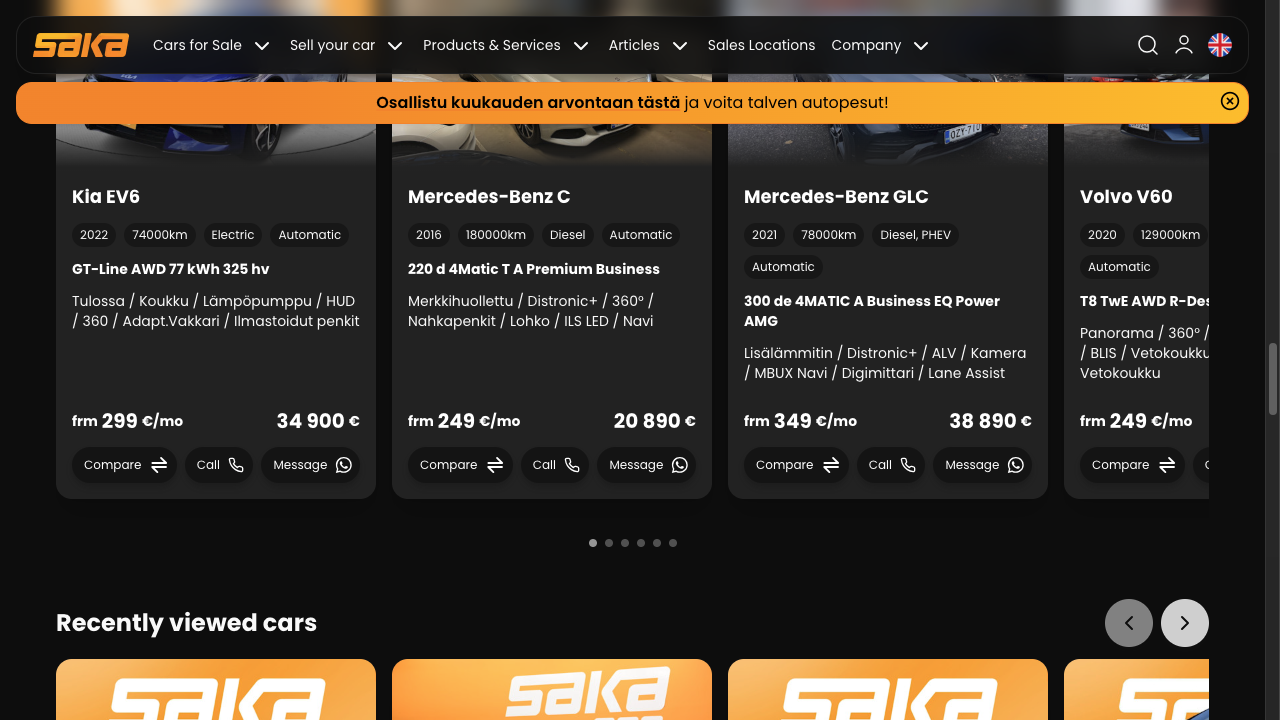 saka
Cars for Sale
Sell your car
Products & Services
Articles
Sales Locations
Company
Osallistu kuukauden arvontaan tästä ja voita talven autopesut!
OZY-710
Kia EV6
2022
74000km
Electric
Automatic
GT-Line AWD 77 kWh 325 hv
Tulossa / Koukku / Lämpöpumppu / HUD
/ 360 / Adapt.Vakkari / Ilmastoidut penkit
frm 299 €/mo
34 900 €
Compare
Call
Message
Mercedes-Benz C
2016
180000km
Diesel
Automatic
220 d 4Matic T A Premium Business
Merkkihuollettu / Distronic+ / 360° /
Nahkapenkit / Lohko / ILS LED / Navi
frm 249 €/mo
20 890 €
Compare
Call
Message
Mercedes-Benz GLC
2021
78000km
Diesel, PHEV
Automatic
300 de 4MATIC A Business EQ Power
AMG
Lisälämmitin / Distronic+ / ALV / Kamera
/ MBUX Navi / Digimittari / Lane Assist
frm 349 €/mo
38 890 €
Compare
Call
Message
Volvo V60
2020
129000km
Automatic
T8 TwE AWD R-Des
Panorama / 360° /
/ BLIS / Vetokoukku
Vetokoukku
frm 249 €/mo
Compare
Recently viewed cars
saka
saka
saka